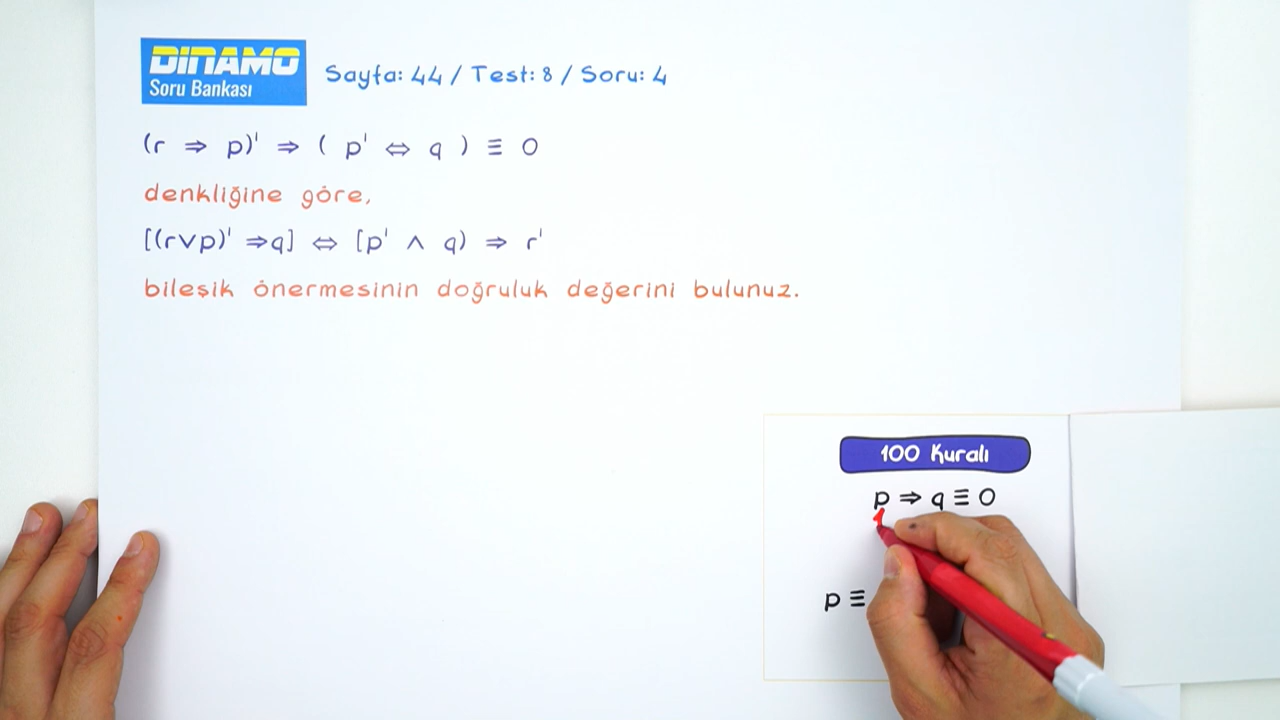 DINAMO
Soru Bankası
Sayfa: 44 / Test: 8 / Soru: 4
(r ⇒ p)' ⇒ ( p' ⇔ q ) ≡ 0
denkliğine göre,
[(r∨p)' ⇒q] ⇔ [p' ∧ q) ⇒ r'
bileşik önermesinin doğruluk değerini bulunuz.
100 Kuralı
p ⇒ q ≡ 0
p ≡